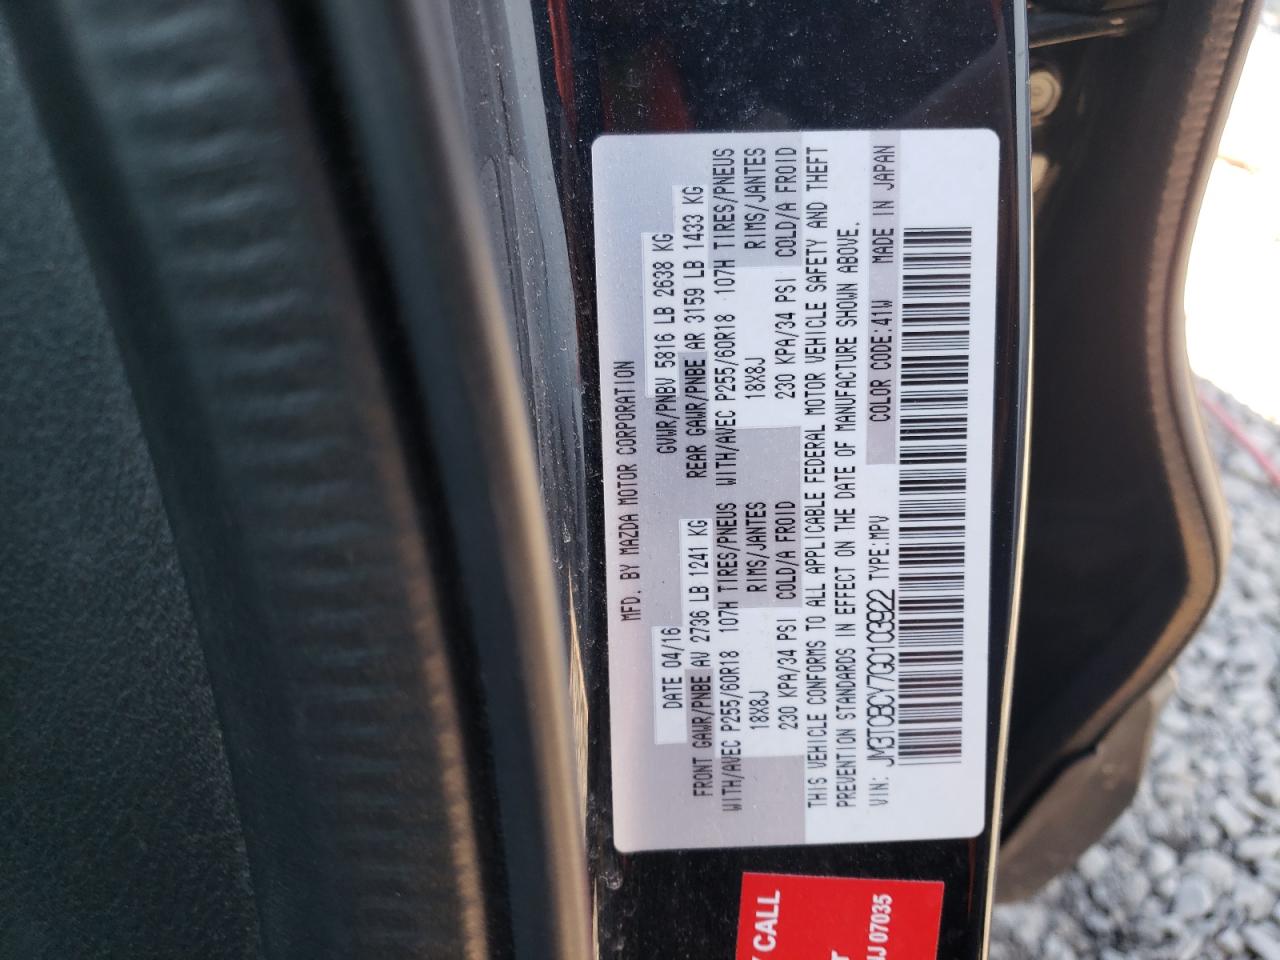 MFD. BY MAZDA MOTOR CORPORATION
DATE 04/16 GVWR/PNBV 5816 LB 2638 KG
FRONT GAWR/PNBE AV 2736 LB 1241 KG REAR GAWR/PNBE AR 3159 LB 1433 KG
WITH/AVEC P255/60R18 107H TIRES/PNEUS WITH/AVEC P255/60R18 107H TIRES/PNEUS
18X8J RIMS/JANTES 18X8J RIMS/JANTES
230 KPA/34 PSI COLD/A FROID 230 KPA/34 PSI COLD/A FROID
THIS VEHICLE CONFORMS TO ALL APPLICABLE FEDERAL MOTOR VEHICLE SAFETY AND THEFT
PREVENTION STANDARDS IN EFFECT ON THE DATE OF MANUFACTURE SHOWN ABOVE.
VIN: JM3TCBCY7G0103922 TYPE:MPV COLOR CODE:41W MADE IN JAPAN
CALL
NJ 07035